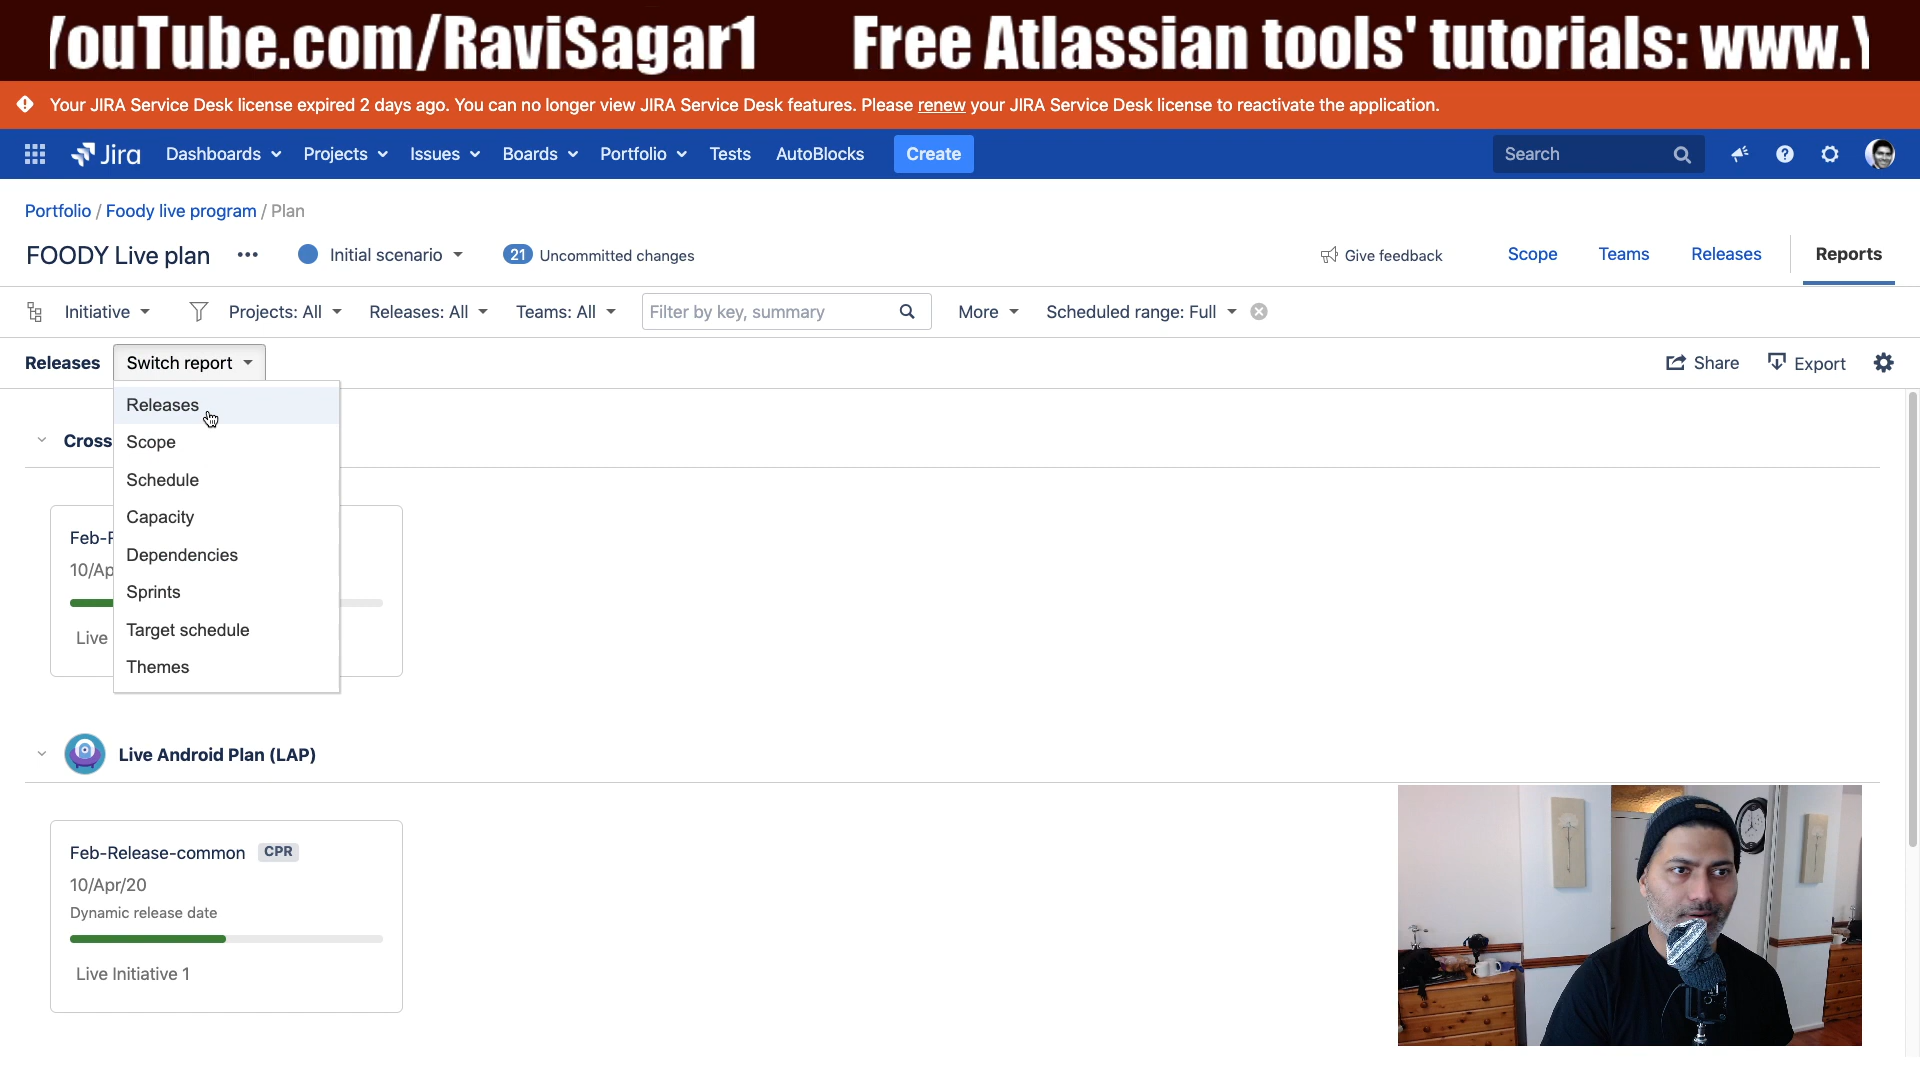 YouTube.com/RaviSagar1 Free Atlassian tools' tutorials: www.
Your JIRA Service Desk license expired 2 days ago. You can no longer view JIRA Service Desk features. Please renew your JIRA Service Desk license to reactivate the application.
Jira Dashboards Projects Issues Boards Portfolio Tests AutoBlocks Create Search
Portfolio / Foody live program / Plan
FOODY Live plan ••• Initial scenario 21 Uncommitted changes Give feedback Scope Teams Releases Reports
Initiative Projects: All Releases: All Teams: All Filter by key, summary More Scheduled range: Full
Releases Switch report Share Export
Releases
Cross
Scope
Schedule
Capacity
Feb-
Dependencies
10/Ap
Sprints
Target schedule
Live
Themes
Live Android Plan (LAP)
Feb-Release-common CPR
10/Apr/20
Dynamic release date
Live Initiative 1